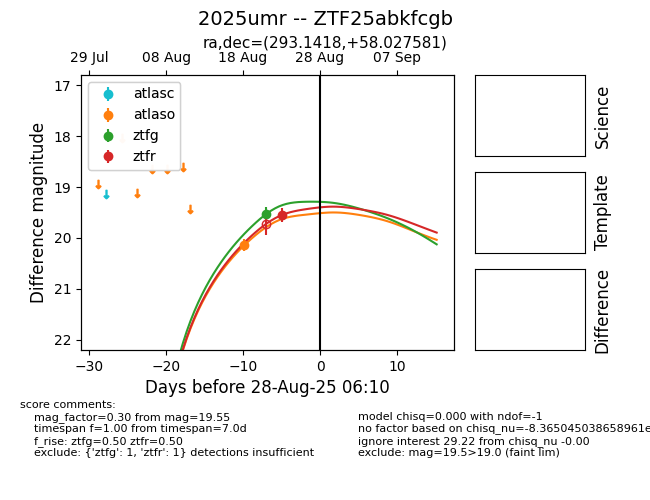 2025umr -- ZTF25abkfcgb
ra,dec=(293.1418,+58.027581)
29 Jul 08 Aug 18 Aug 28 Aug 07 Sep
17
18
19
20
21
22
Difference magnitude
atlasc
atlaso
ztfg
ztfr
−30 −20 −10 0 10
Days before 28-Aug-25 06:10
Science
Template
Difference
score comments:
mag_factor=0.30 from mag=19.55
timespan f=1.00 from timespan=7.0d
f_rise: ztfg=0.50 ztfr=0.50
exclude: {'ztfg': 1, 'ztfr': 1} detections insufficient
model chisq=0.000 with ndof=-1
no factor based on chisq_nu=-8.365045038658961e
ignore interest 29.22 from chisq_nu -0.00
exclude: mag=19.5>19.0 (faint lim)